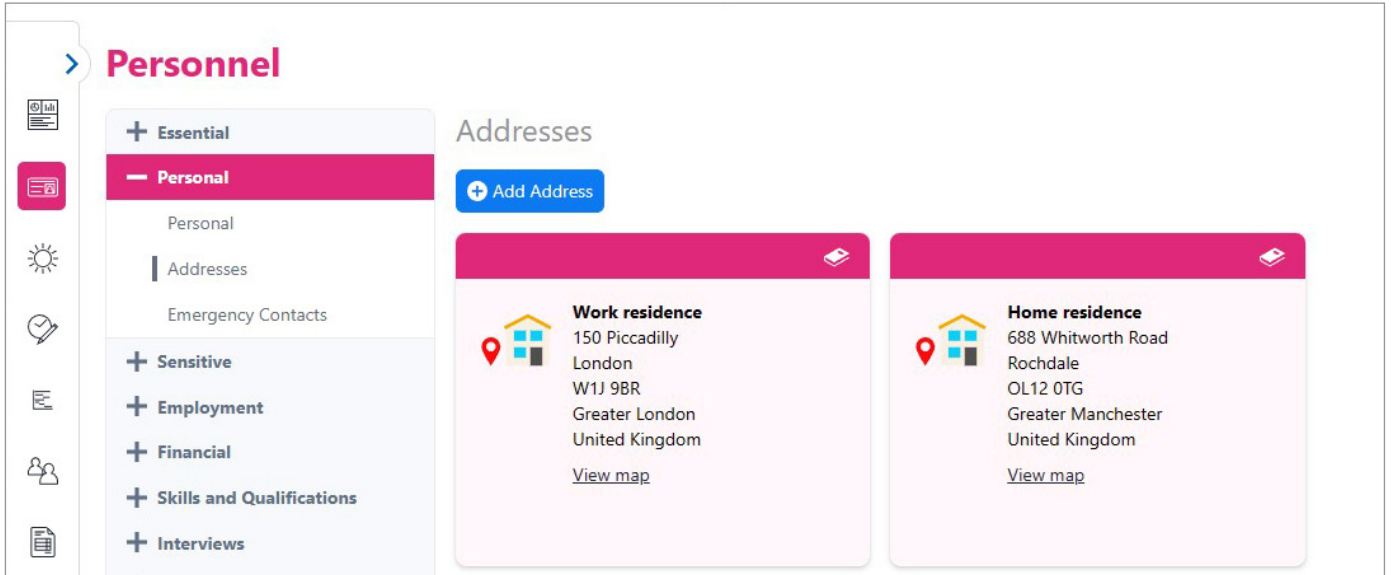 Personnel
Essential
Personal
Personal
Addresses
Emergency Contacts
Sensitive
Employment
Financial
Skills and Qualifications
Interviews
Addresses
Add Address
Work residence
150 Piccadilly
London
W1J 9BR
Greater London
United Kingdom
View map
Home residence
688 Whitworth Road
Rochdale
OL12 0TG
Greater Manchester
United Kingdom
View map